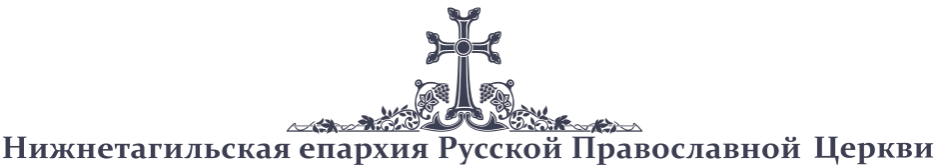 Нижнетагильская епархия Русской Православной Церкви